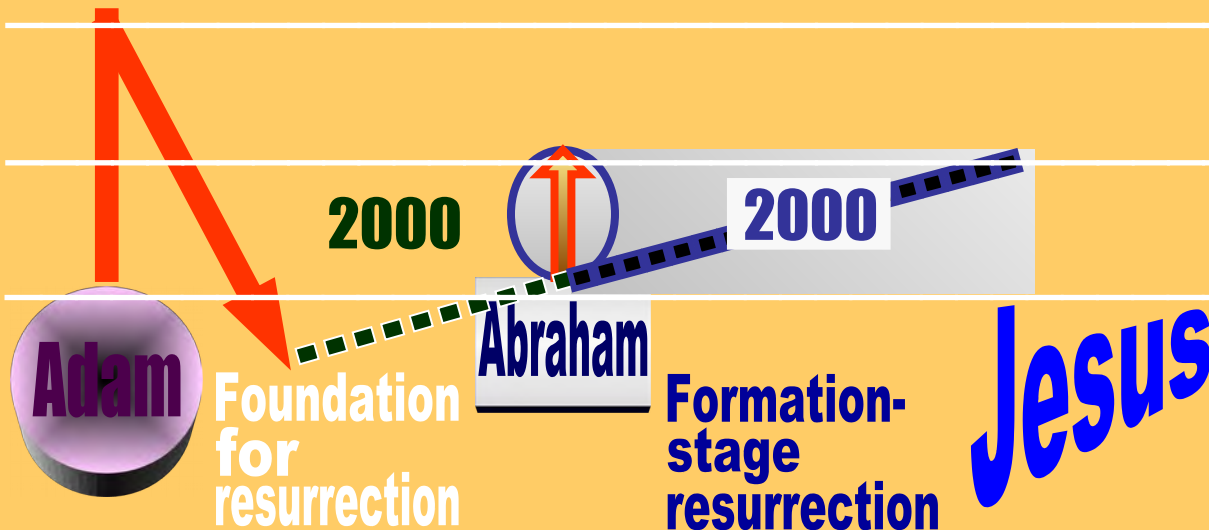 2000
2000
Adam
Abraham
Jesus
Foundation
for
resurrection
Formation-
stage
resurrection